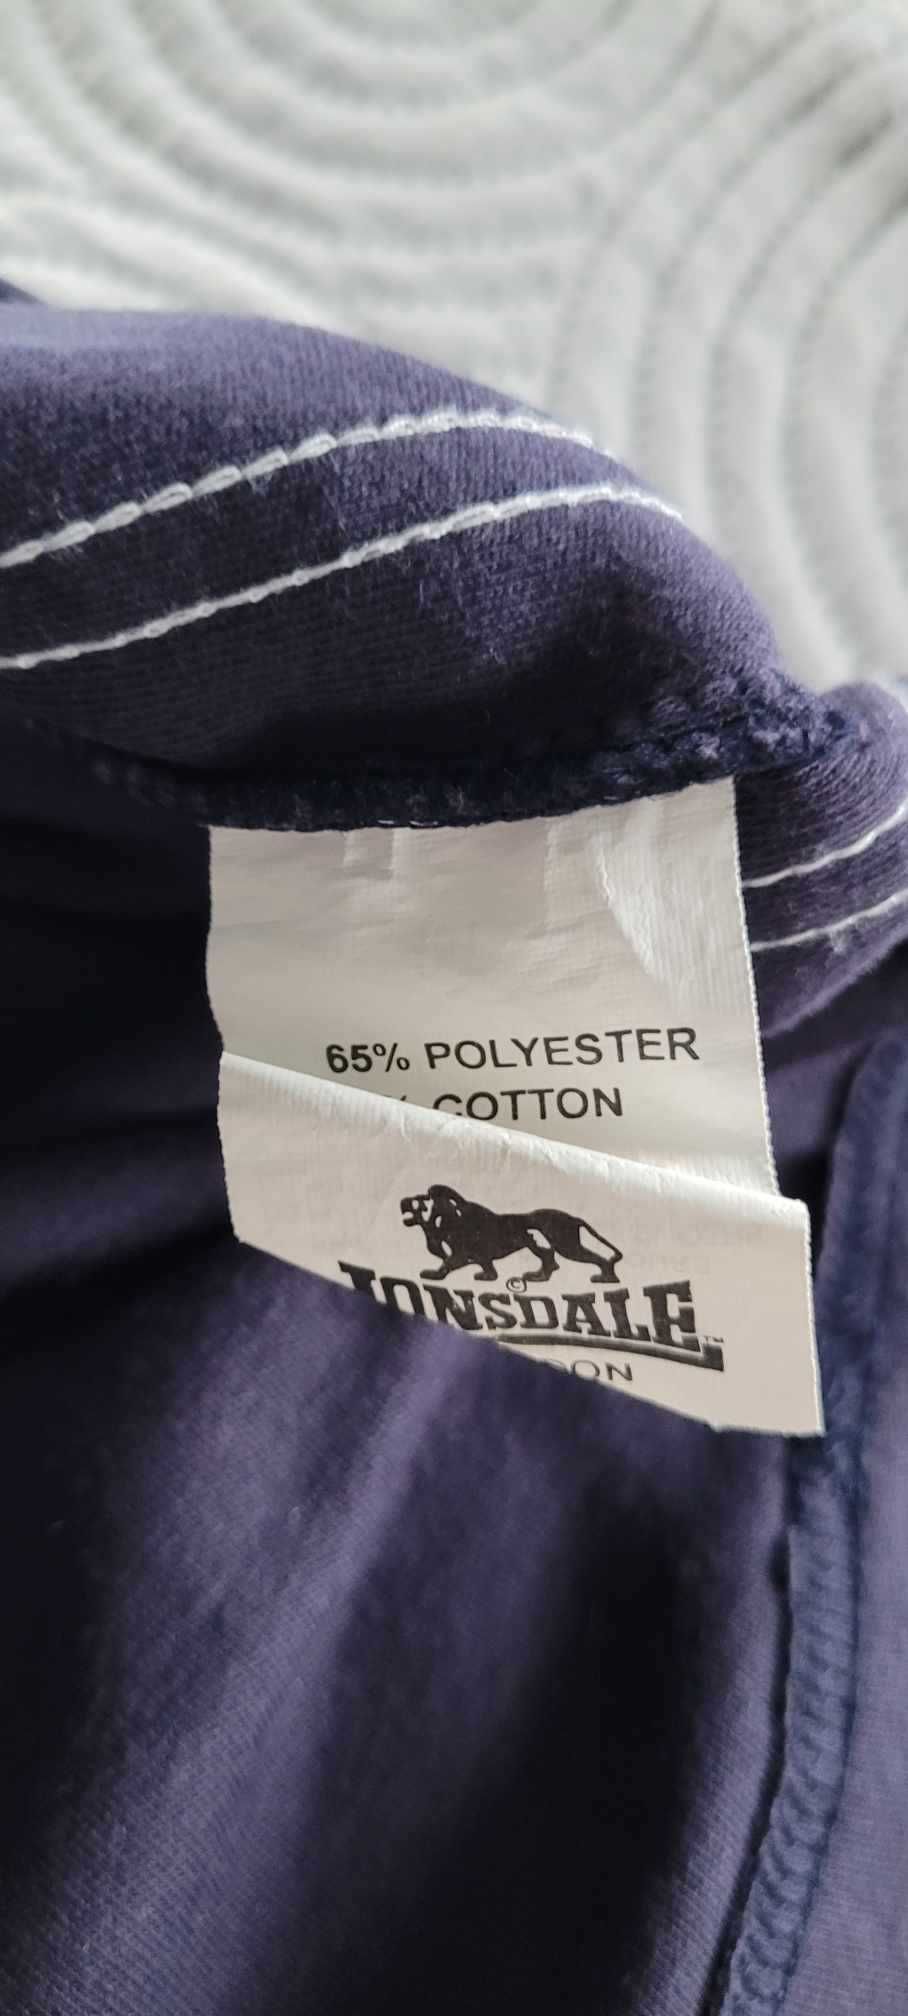 65% POLYESTER
% COTTON
LONSDALE